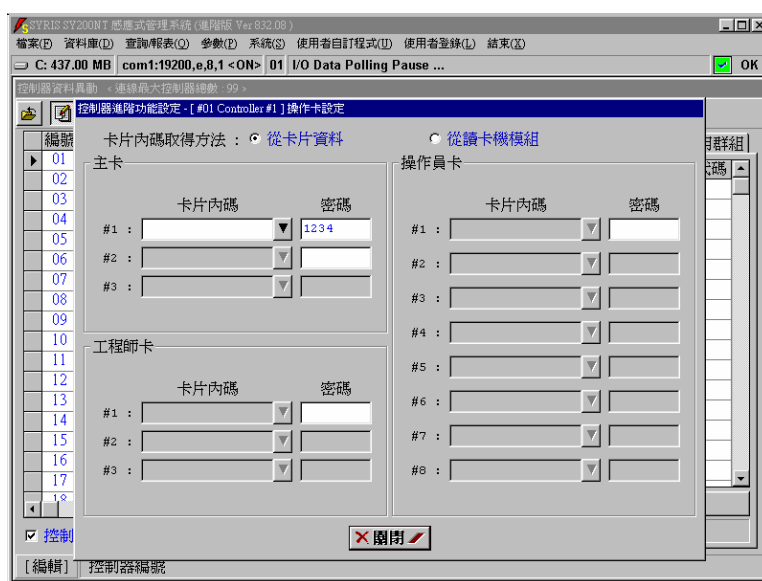 SYRIS SY200NT 感應式管理系統 (進階版 Ver 8.32.08 )
檔案(F) 資料庫(D) 查詢/報表(Q) 參數(P) 系統(S) 使用者自訂程式(U) 使用者登錄(L) 結束(X)
C: 437.00 MB com1:19200,e,8,1 <ON> 01 I/O Data Polling Pause ... OK
控制器資料異動 < 連線最大控制器總數 : 99 >
控制器進階功能設定 - [ #01 Controller #1 ] 操作卡設定
卡片內碼取得方法 : 從卡片資料 從讀卡機模組
編號
用群組
代碼
01
02
03
04
05
06
07
08
09
10
11
12
13
14
15
16
17
18
主卡
卡片內碼 密碼
#1 : 1234
#2 :
#3 :
工程師卡
卡片內碼 密碼
#1 :
#2 :
#3 :
操作員卡
卡片內碼 密碼
#1 :
#2 :
#3 :
#4 :
#5 :
#6 :
#7 :
#8 :
關閉
控制
[編輯] 控制器編號